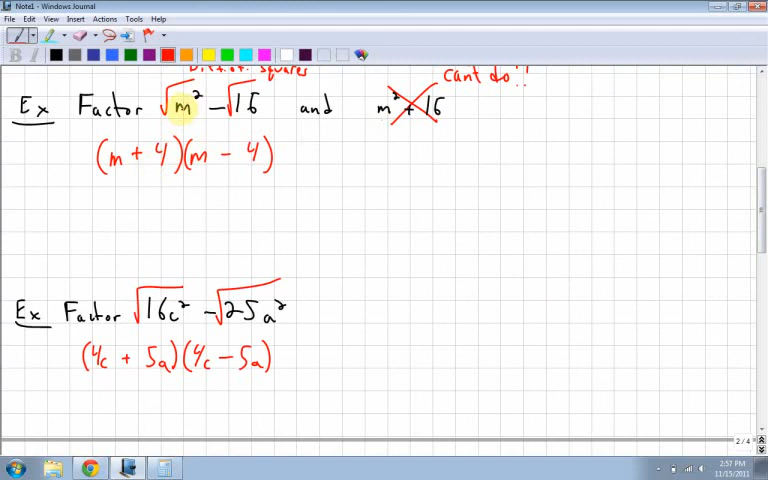 Note1 - Windows Journal
File Edit View Insert Actions Tools Help
B I
squares
Cant do!!
Ex Factor √m² - √16 and m² + 16
(m + 4)(m - 4)
Ex Factor √16c² - √25a²
(4c + 5a)(4c - 5a)
2 / 4
2:57 PM
11/15/2011